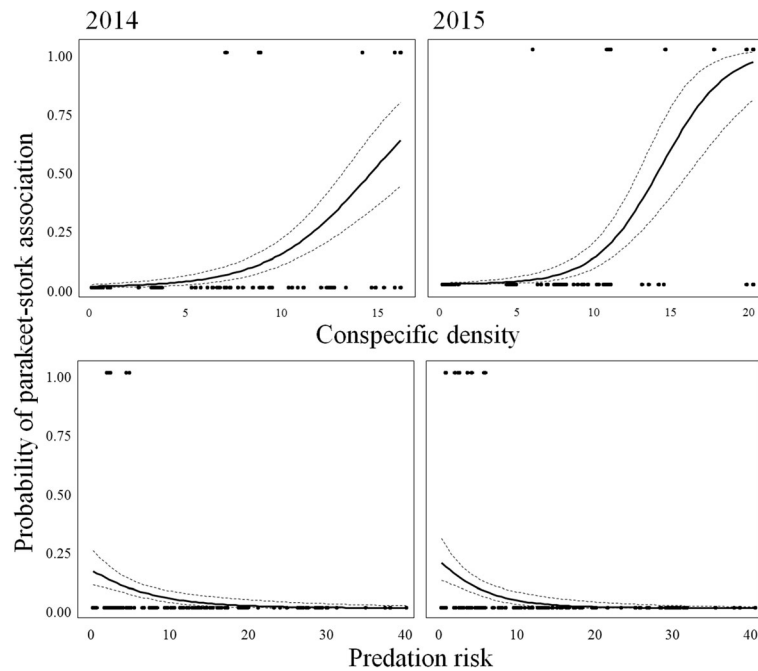 2014 2015
1.00
0.75
0.50
0.25
0.00
0 5 10 15 0 5 10 15 20
Conspecific density
Probability of parakeet-stork association
1.00
0.75
0.50
0.25
0.00
0 10 20 30 40 0 10 20 30 40
Predation risk